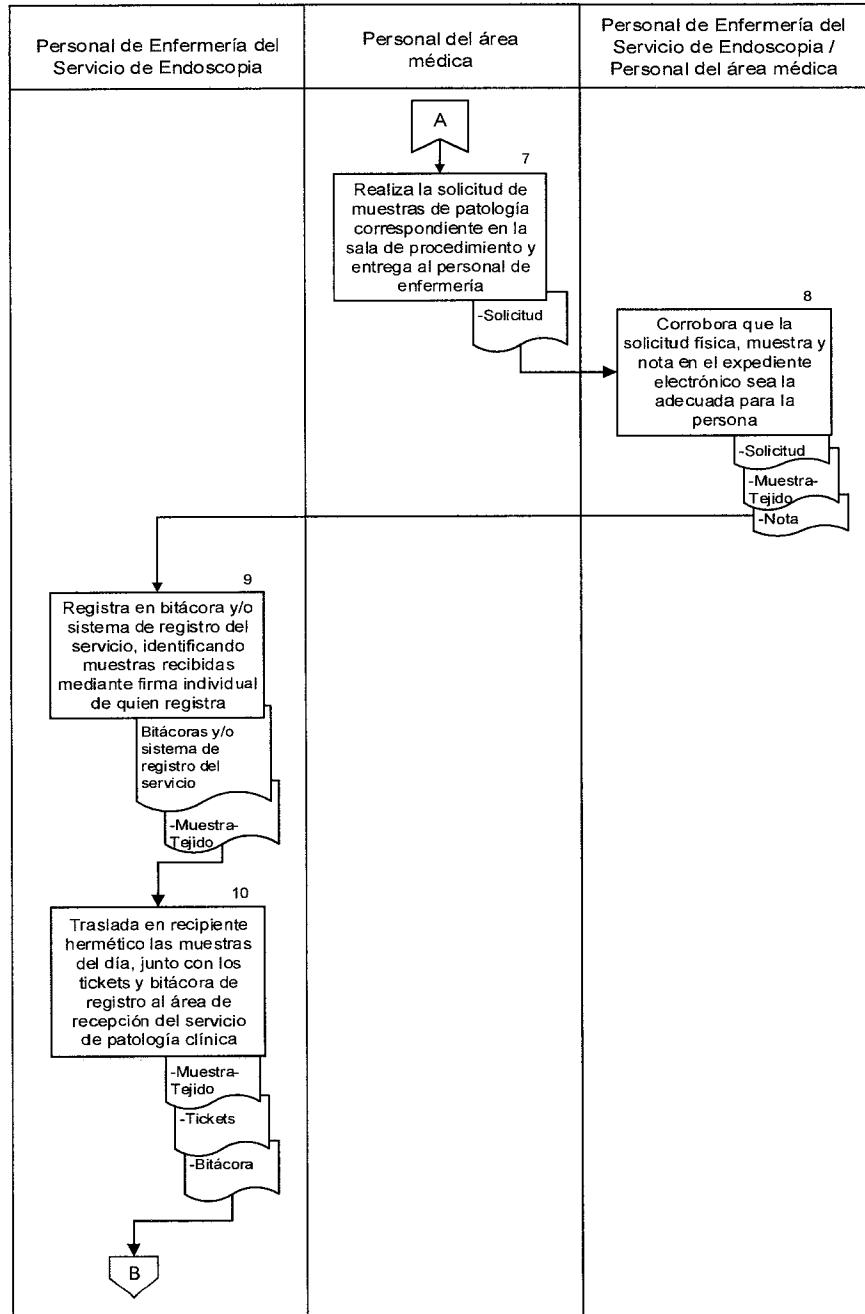 Personal de Enfermería del
Servicio de Endoscopia
Personal del área
médica
Personal de Enfermería del
Servicio de Endoscopia /
Personal del área médica
A
7
Realiza la solicitud de
muestras de patología
correspondiente en la
sala de procedimiento y
entrega al personal de
enfermería
-Solicitud
8
Corrobora que la
solicitud física, muestra y
nota en el expediente
electrónico sea la
adecuada para la
persona
-Solicitud
-Muestra-
Tejido
-Nota
9
Registra en bitácora y/o
sistema de registro del
servicio, identificando
muestras recibidas
mediante firma individual
de quien registra
Bitácoras y/o
sistema de
registro del
servicio
-Muestra-
Tejido
10
Traslada en recipiente
hermético las muestras
del día, junto con los
tickets y bitácora de
registro al área de
recepción del servicio
de patología clínica
-Muestra-
Tejido
-Tickets
-Bitácora
B